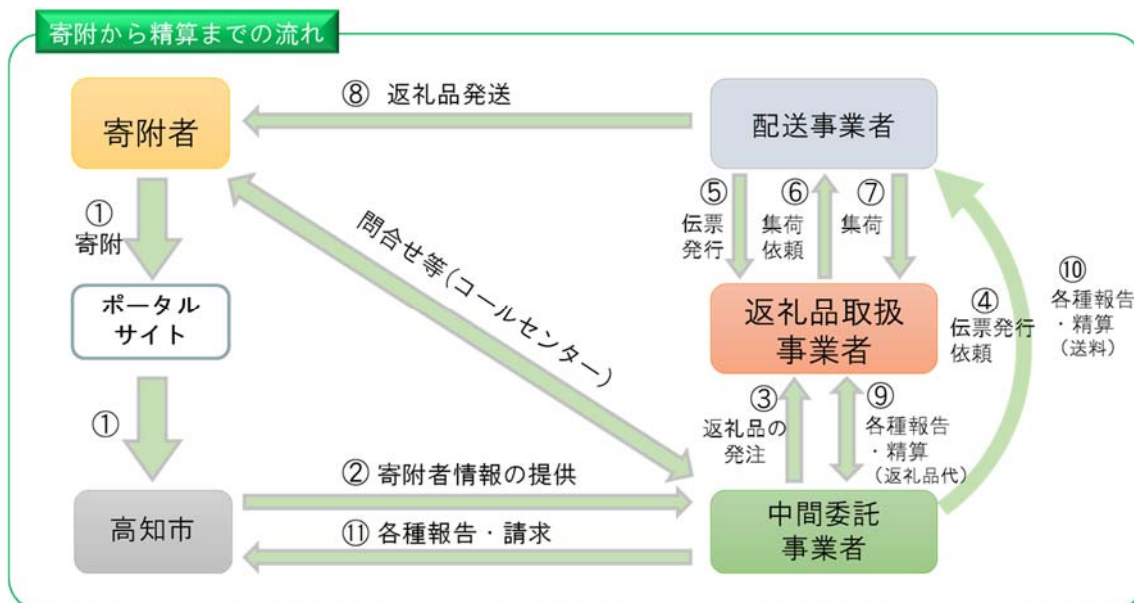 寄附から精算までの流れ
⑧ 返礼品発送
寄附者
配送事業者
①
寄附
⑤
伝票
発行
⑥
集荷
依頼
⑦
集荷
問合せ等(コールセンター)
ポータル
サイト
返礼品取扱
事業者
④
伝票発行
依頼
⑩
各種報告
・精算
(送料)
①
③
返礼品の
発注
⑨
各種報告
・精算
(返礼品代)
② 寄附者情報の提供
高知市
中間委託
事業者
⑪ 各種報告・請求